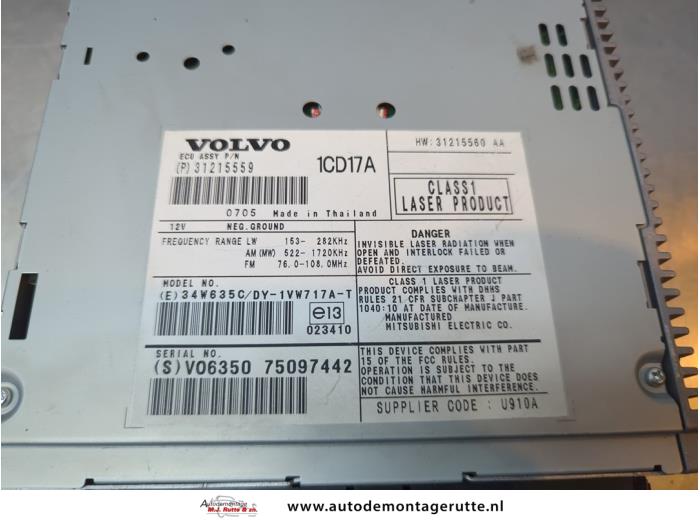 VOLVO
ECU ASSY P/N
(P) 31215559
1CD17A
HW: 31215560 AA
CLASS1
LASER PRODUCT
0705 Made in Thailand
12V NEG. GROUND
FREQUENCY RANGE LW 153- 282KHz
AM (MW) 522- 1720KHz
FM 76.0-108.0MHz
DANGER
INVISIBLE LASER RADIATION WHEN
OPEN AND INTERLOCK FAILED OR
DEFEATED.
AVOID DIRECT EXPOSURE TO BEAM.
MODEL NO.
(E) 34W635C/DY-1VW717A-T
e13
023410
CLASS 1 LASER PRODUCT
PRODUCT COMPLIES WITH DHHS
RULES 21 CFR SUBCHAPTER J PART
1040:10 AT DATE OF MANUFACTURE.
MANUFACTURED
MITSUBISHI ELECTRIC CO.
SERIAL NO.
(S) VO6350 75097442
THIS DEVICE COMPLIES WITH PART
15 OF THE FCC RULES.
OPERATION IS SUBJECT TO THE
CONDITION THAT THIS DEVICE DOES
NOT CAUSE HARMFUL INTERFERENCE.
SUPPLIER CODE : U910A
Autodemontage
M.J. Rutte & zn.
www.autodemontagerutte.nl